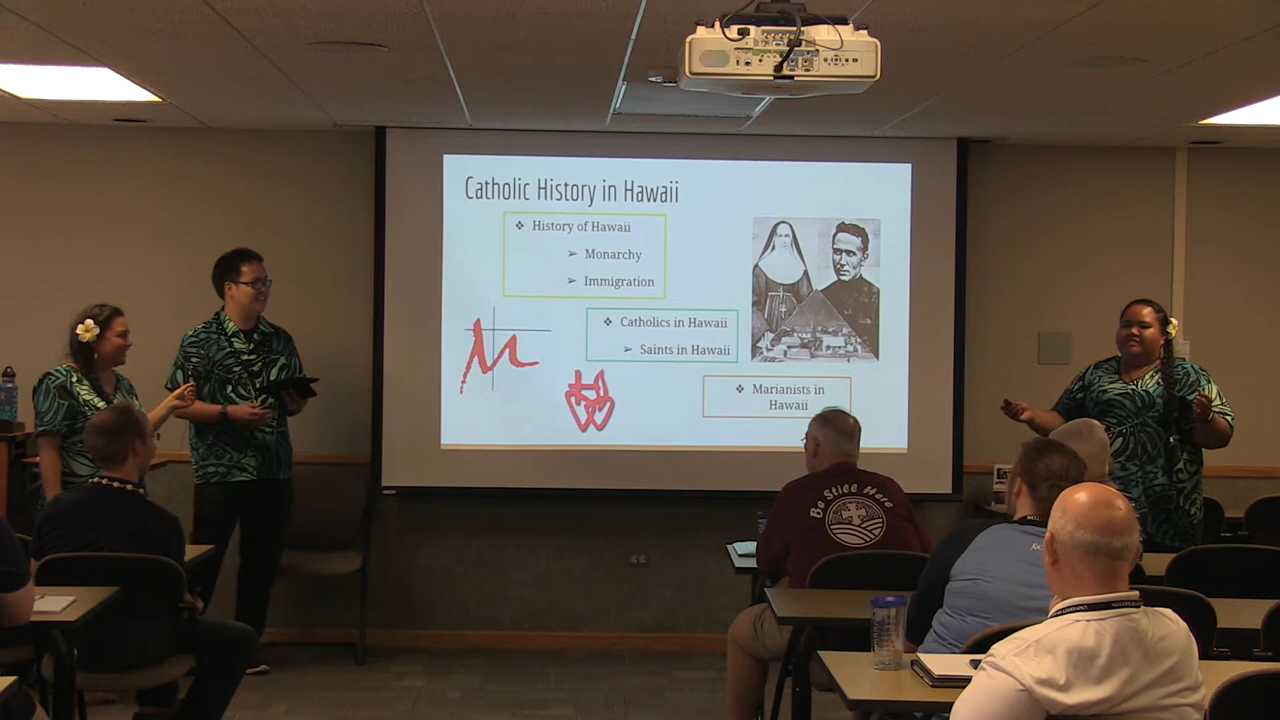 Catholic History in Hawaii
❖ History of Hawaii
➢ Monarchy
➢ Immigration
❖ Catholics in Hawaii
➢ Saints in Hawaii
❖ Marianists in
Hawaii
Be Still Here